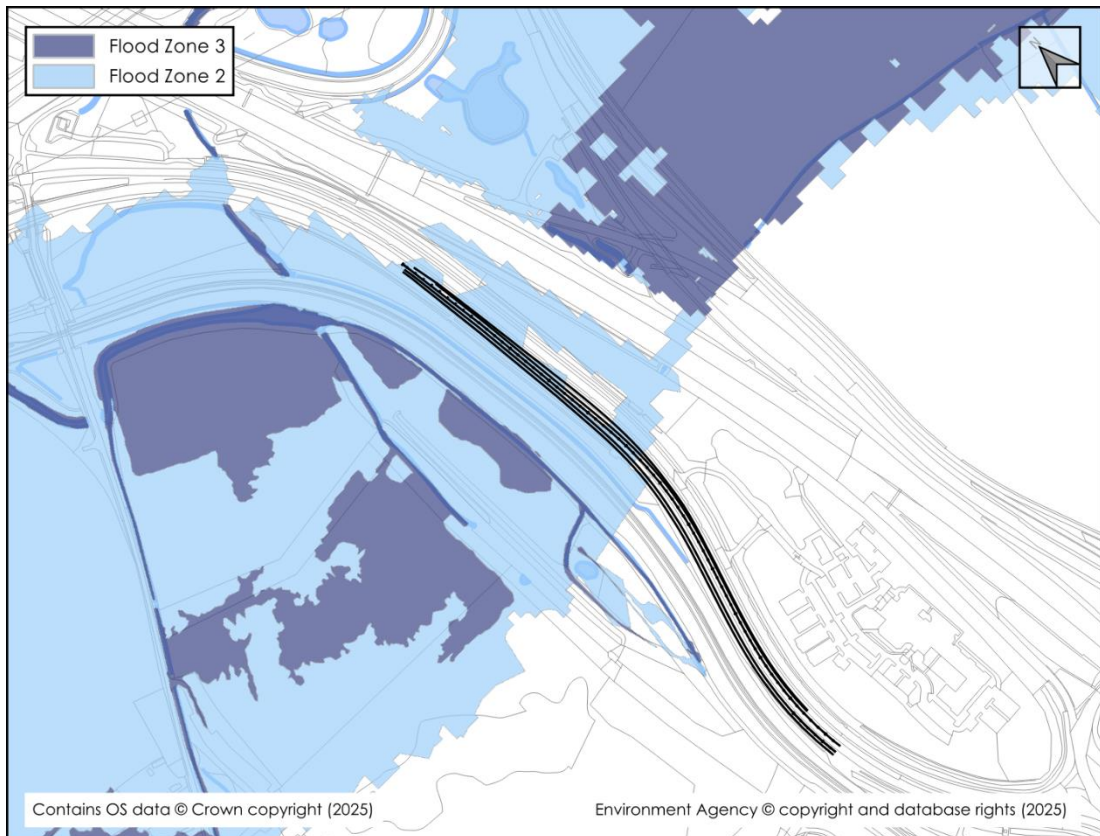 Flood Zone 3
Flood Zone 2
Contains OS data © Crown copyright (2025)
Environment Agency © copyright and database rights (2025)